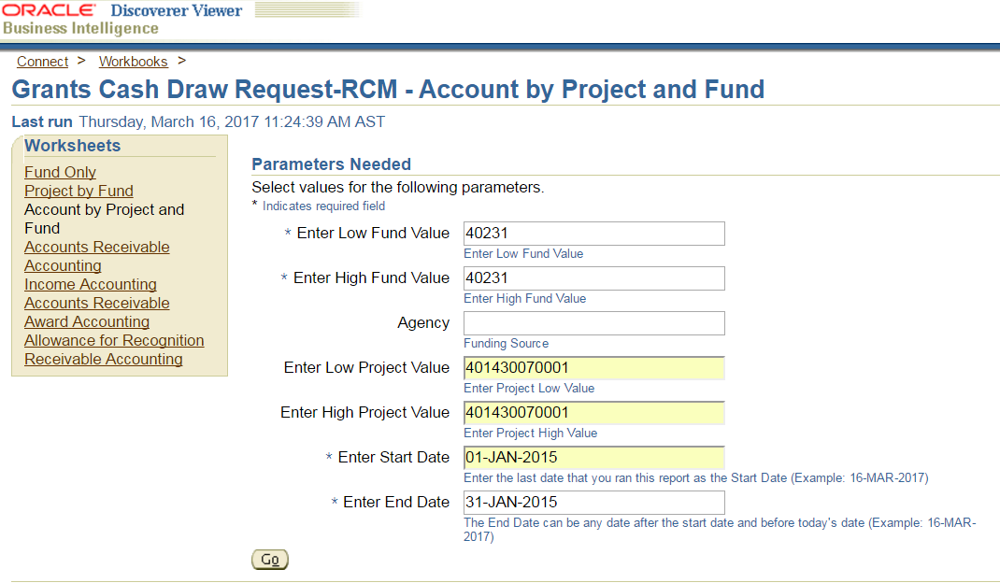 ORACLE Discoverer Viewer
Business Intelligence
Connect > Workbooks >
Grants Cash Draw Request-RCM - Account by Project and Fund
Last run Thursday, March 16, 2017 11:24:39 AM AST
Worksheets
Fund Only
Project by Fund
Account by Project and
Fund
Accounts Receivable
Accounting
Income Accounting
Accounts Receivable
Award Accounting
Allowance for Recognition
Receivable Accounting
Parameters Needed
Select values for the following parameters.
* Indicates required field
* Enter Low Fund Value 40231
Enter Low Fund Value
* Enter High Fund Value 40231
Enter High Fund Value
Agency
Funding Source
Enter Low Project Value 401430070001
Enter Project Low Value
Enter High Project Value 401430070001
Enter Project High Value
* Enter Start Date 01-JAN-2015
Enter the last date that you ran this report as the Start Date (Example: 16-MAR-2017)
* Enter End Date 31-JAN-2015
The End Date can be any date after the start date and before today's date (Example: 16-MAR-
2017)
Go